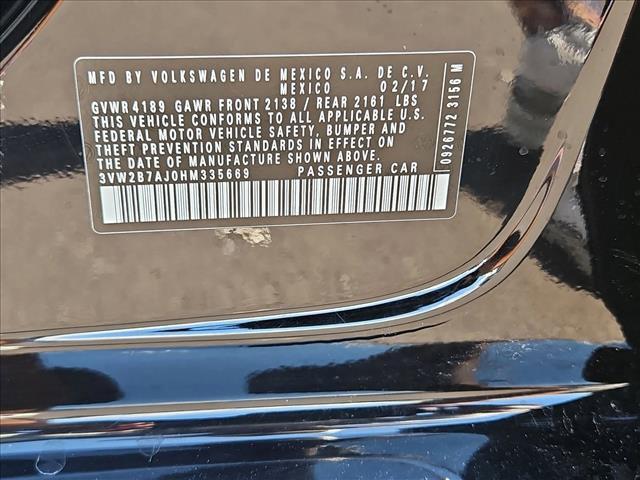 MFD BY VOLKSWAGEN DE MEXICO S.A. DE C.V.
MEXICO 02/17
GVWR4189 GAWR FRONT 2138 / REAR 2161 LBS
THIS VEHICLE CONFORMS TO ALL APPLICABLE U.S.
FEDERAL MOTOR VEHICLE SAFETY, BUMPER AND
THEFT PREVENTION STANDARDS IN EFFECT ON
THE DATE OF MANUFACTURE SHOWN ABOVE.
3VW2B7AJ0HM335669 PASSENGER CAR
0926772 3156 M